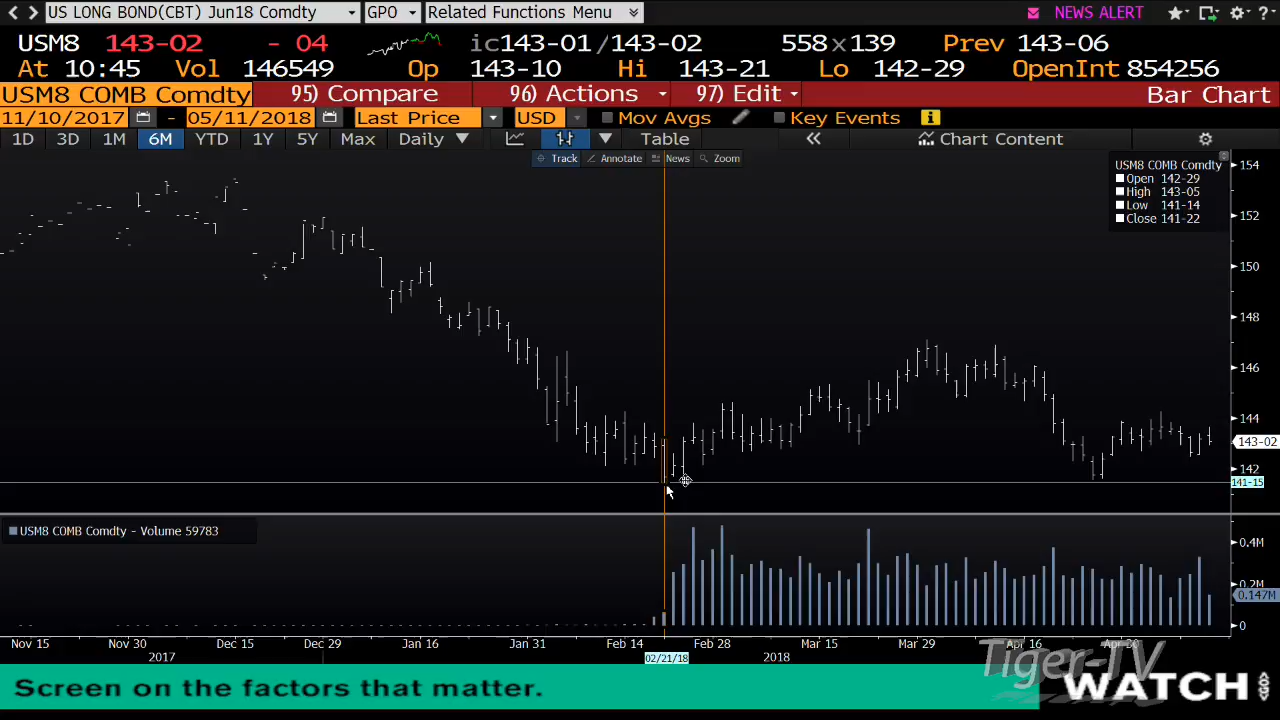 US LONG BOND(CBT) Jun18 Comdty GPO Related Functions Menu NEWS ALERT ?
USM8 143-02 - 04 ic143-01/143-02 558x139 Prev 143-06
At 10:45 Vol 146549 Op 143-10 Hi 143-21 Lo 142-29 OpenInt 854256
USM8 COMB Comdty 95) Compare 96) Actions 97) Edit Bar Chart
11/10/2017 - 05/11/2018 Last Price USD Mov Avgs Key Events i
1D 3D 1M 6M YTD 1Y 5Y Max Daily Table « Chart Content
Track Annotate News Zoom
USM8 COMB Comdty
Open 142-29
High 143-05
Low 141-14
Close 141-22
154
152
150
148
146
144
143-02
142
141-15
USM8 COMB Comdty - Volume 59783
0.4M
0.2M
0.147M
0
Nov 15 Nov 30 Dec 15 Dec 29 Jan 16 Jan 31 Feb 14 Feb 28 Mar 15 Mar 29 Apr 16 Apr 30
2017 02/21/18 2018
Tiger-TV
Screen on the factors that matter.
WATCH